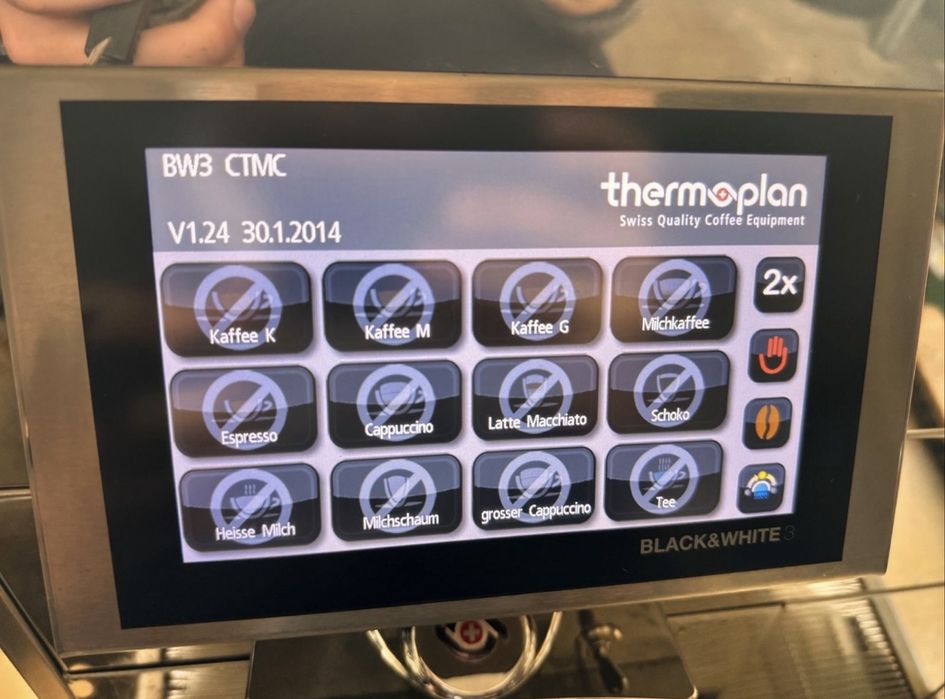 BW3 CTMC
thermoplan
Swiss Quality Coffee Equipment
V1.24 30.1.2014
Kaffee K
Kaffee M
Kaffee G
Milchkaffee
2x
Espresso
Cappuccino
Latte Macchiato
Schoko
Heisse Milch
Milchschaum
grosser Cappuccino
Tee
BLACK&WHITE3